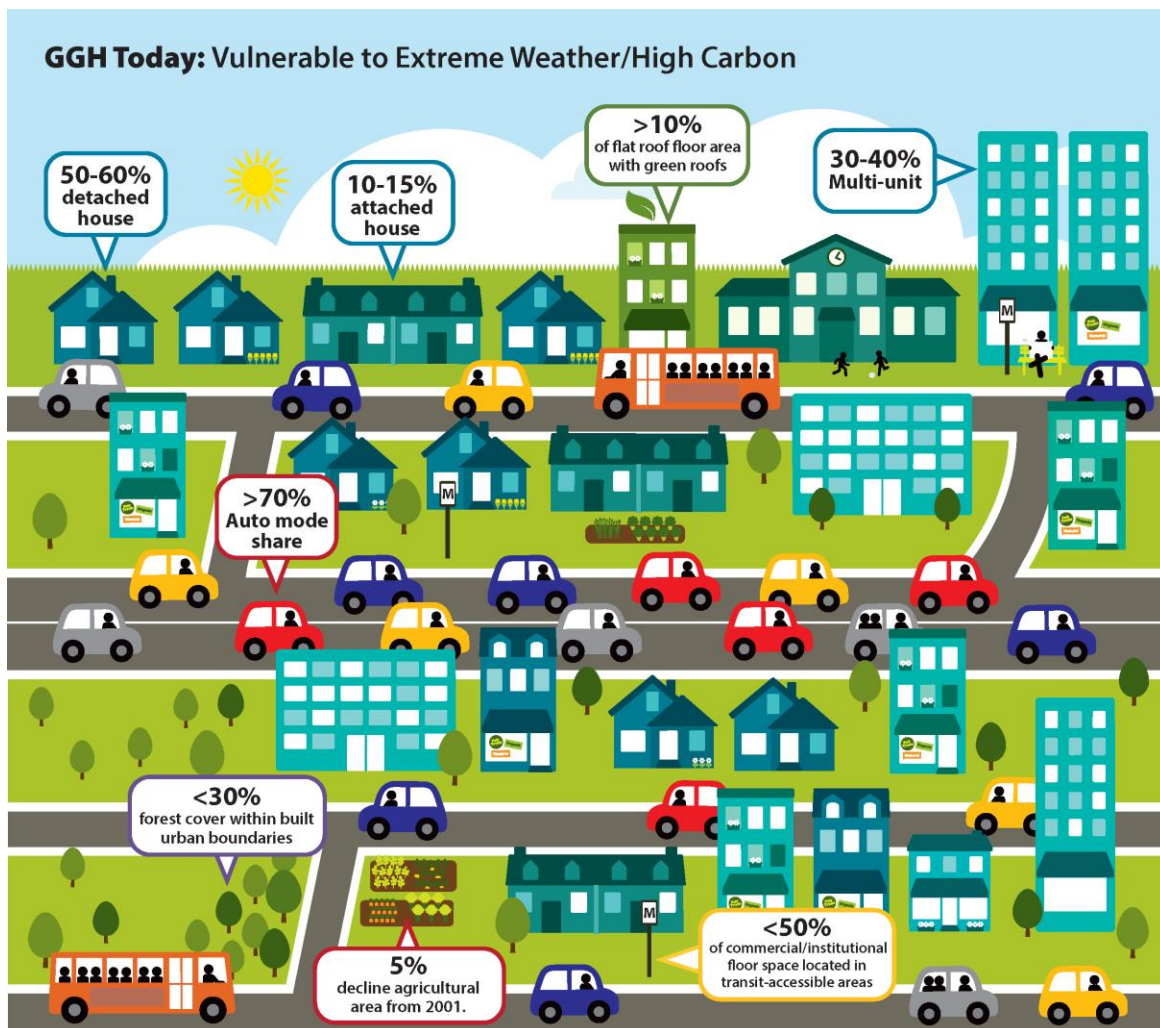 GGH Today: Vulnerable to Extreme Weather/High Carbon
>10%
of flat roof floor area
with green roofs
50-60%
detached
house
10-15%
attached
house
30-40%
Multi-unit
M
M
>70%
Auto mode
share
<30%
forest cover within built
urban boundaries
M
5%
decline agricultural
area from 2001.
<50%
of commercial/institutional
floor space located in
transit-accessible areas